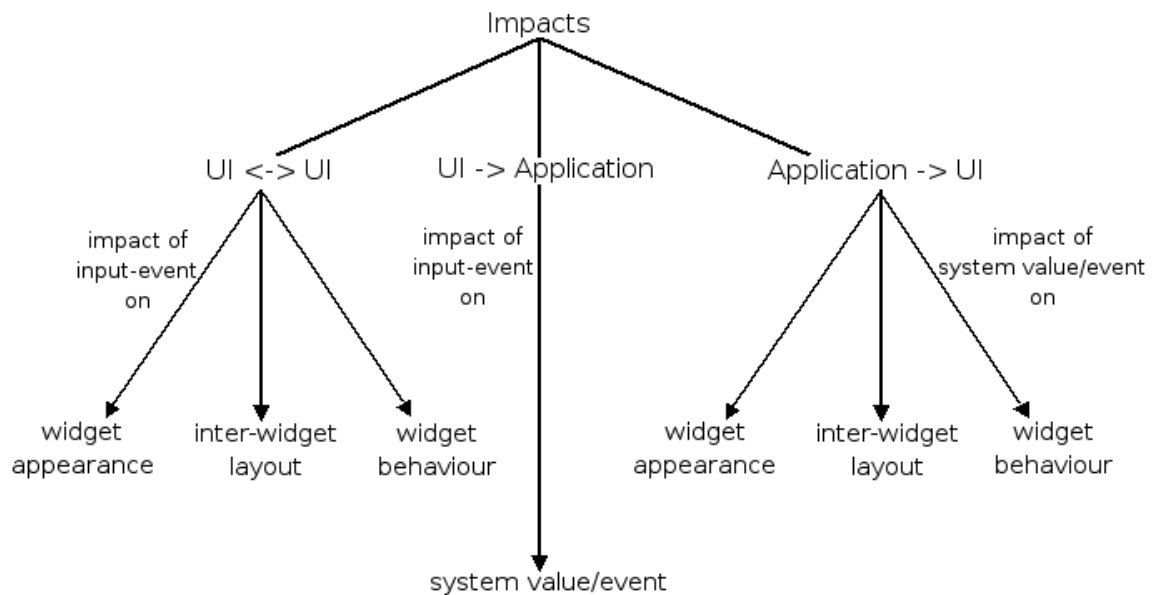 Impacts
UI <-> UI
UI -> Application
Application -> UI
impact of
input-event
on
impact of
input-event
on
impact of
system value/event
on
widget
appearance
inter-widget
layout
widget
behaviour
widget
appearance
inter-widget
layout
widget
behaviour
system value/event